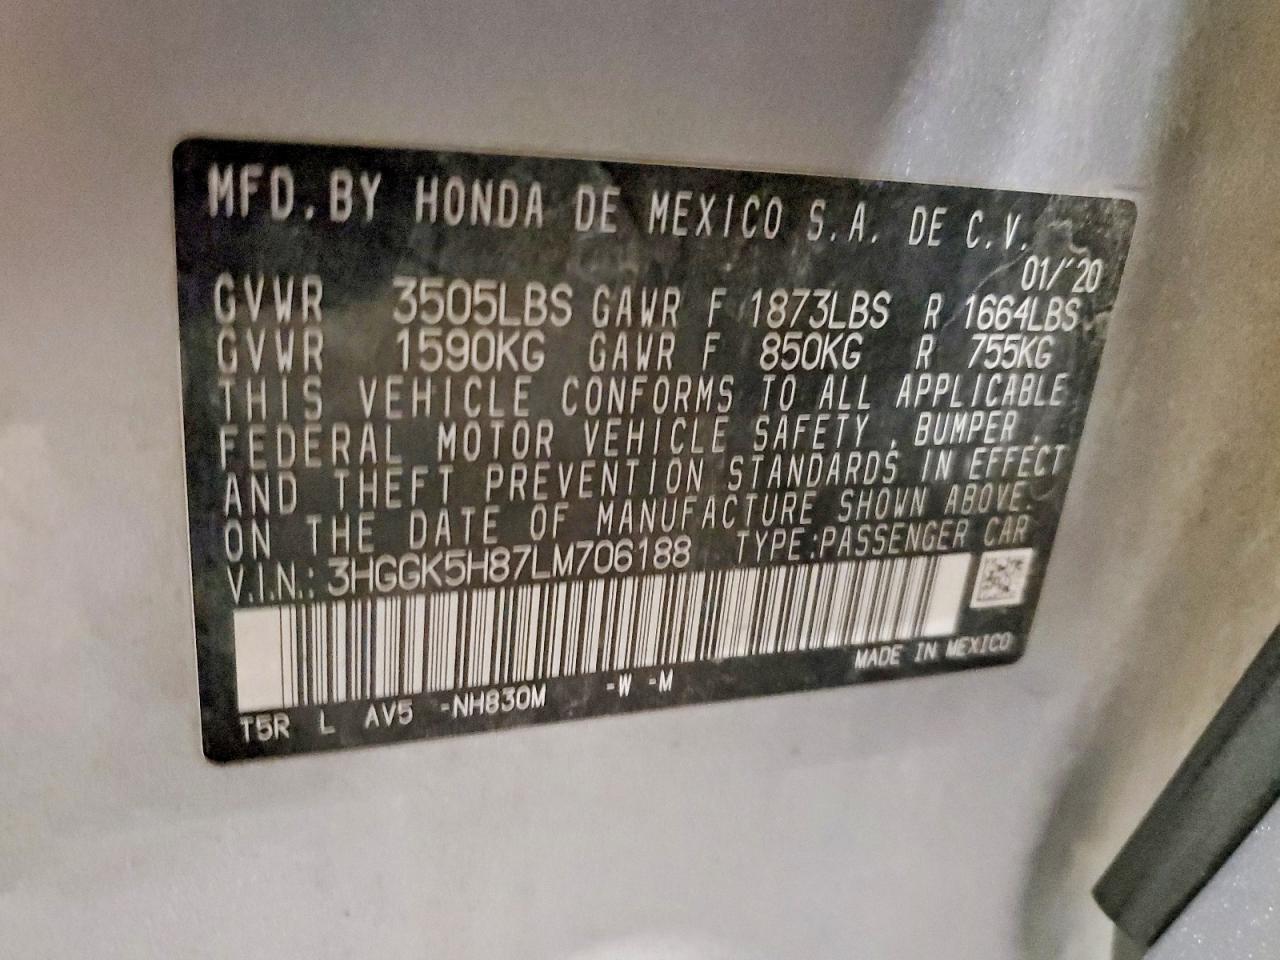 MFD. BY HONDA DE MEXICO S.A. DE C.V.
01/'20
GVWR 3505LBS GAWR F 1873LBS R 1664LBS
GVWR 1590KG GAWR F 850KG R 755KG
THIS VEHICLE CONFORMS TO ALL APPLICABLE
FEDERAL MOTOR VEHICLE SAFETY, BUMPER,
AND THEFT PREVENTION STANDARDS IN EFFECT
ON THE DATE OF MANUFACTURE SHOWN ABOVE.
V.I.N.: 3HGGK5H87LM706188 TYPE:PASSENGER CAR
MADE IN MEXICO
T5R L AV5 -NH830M -W -M